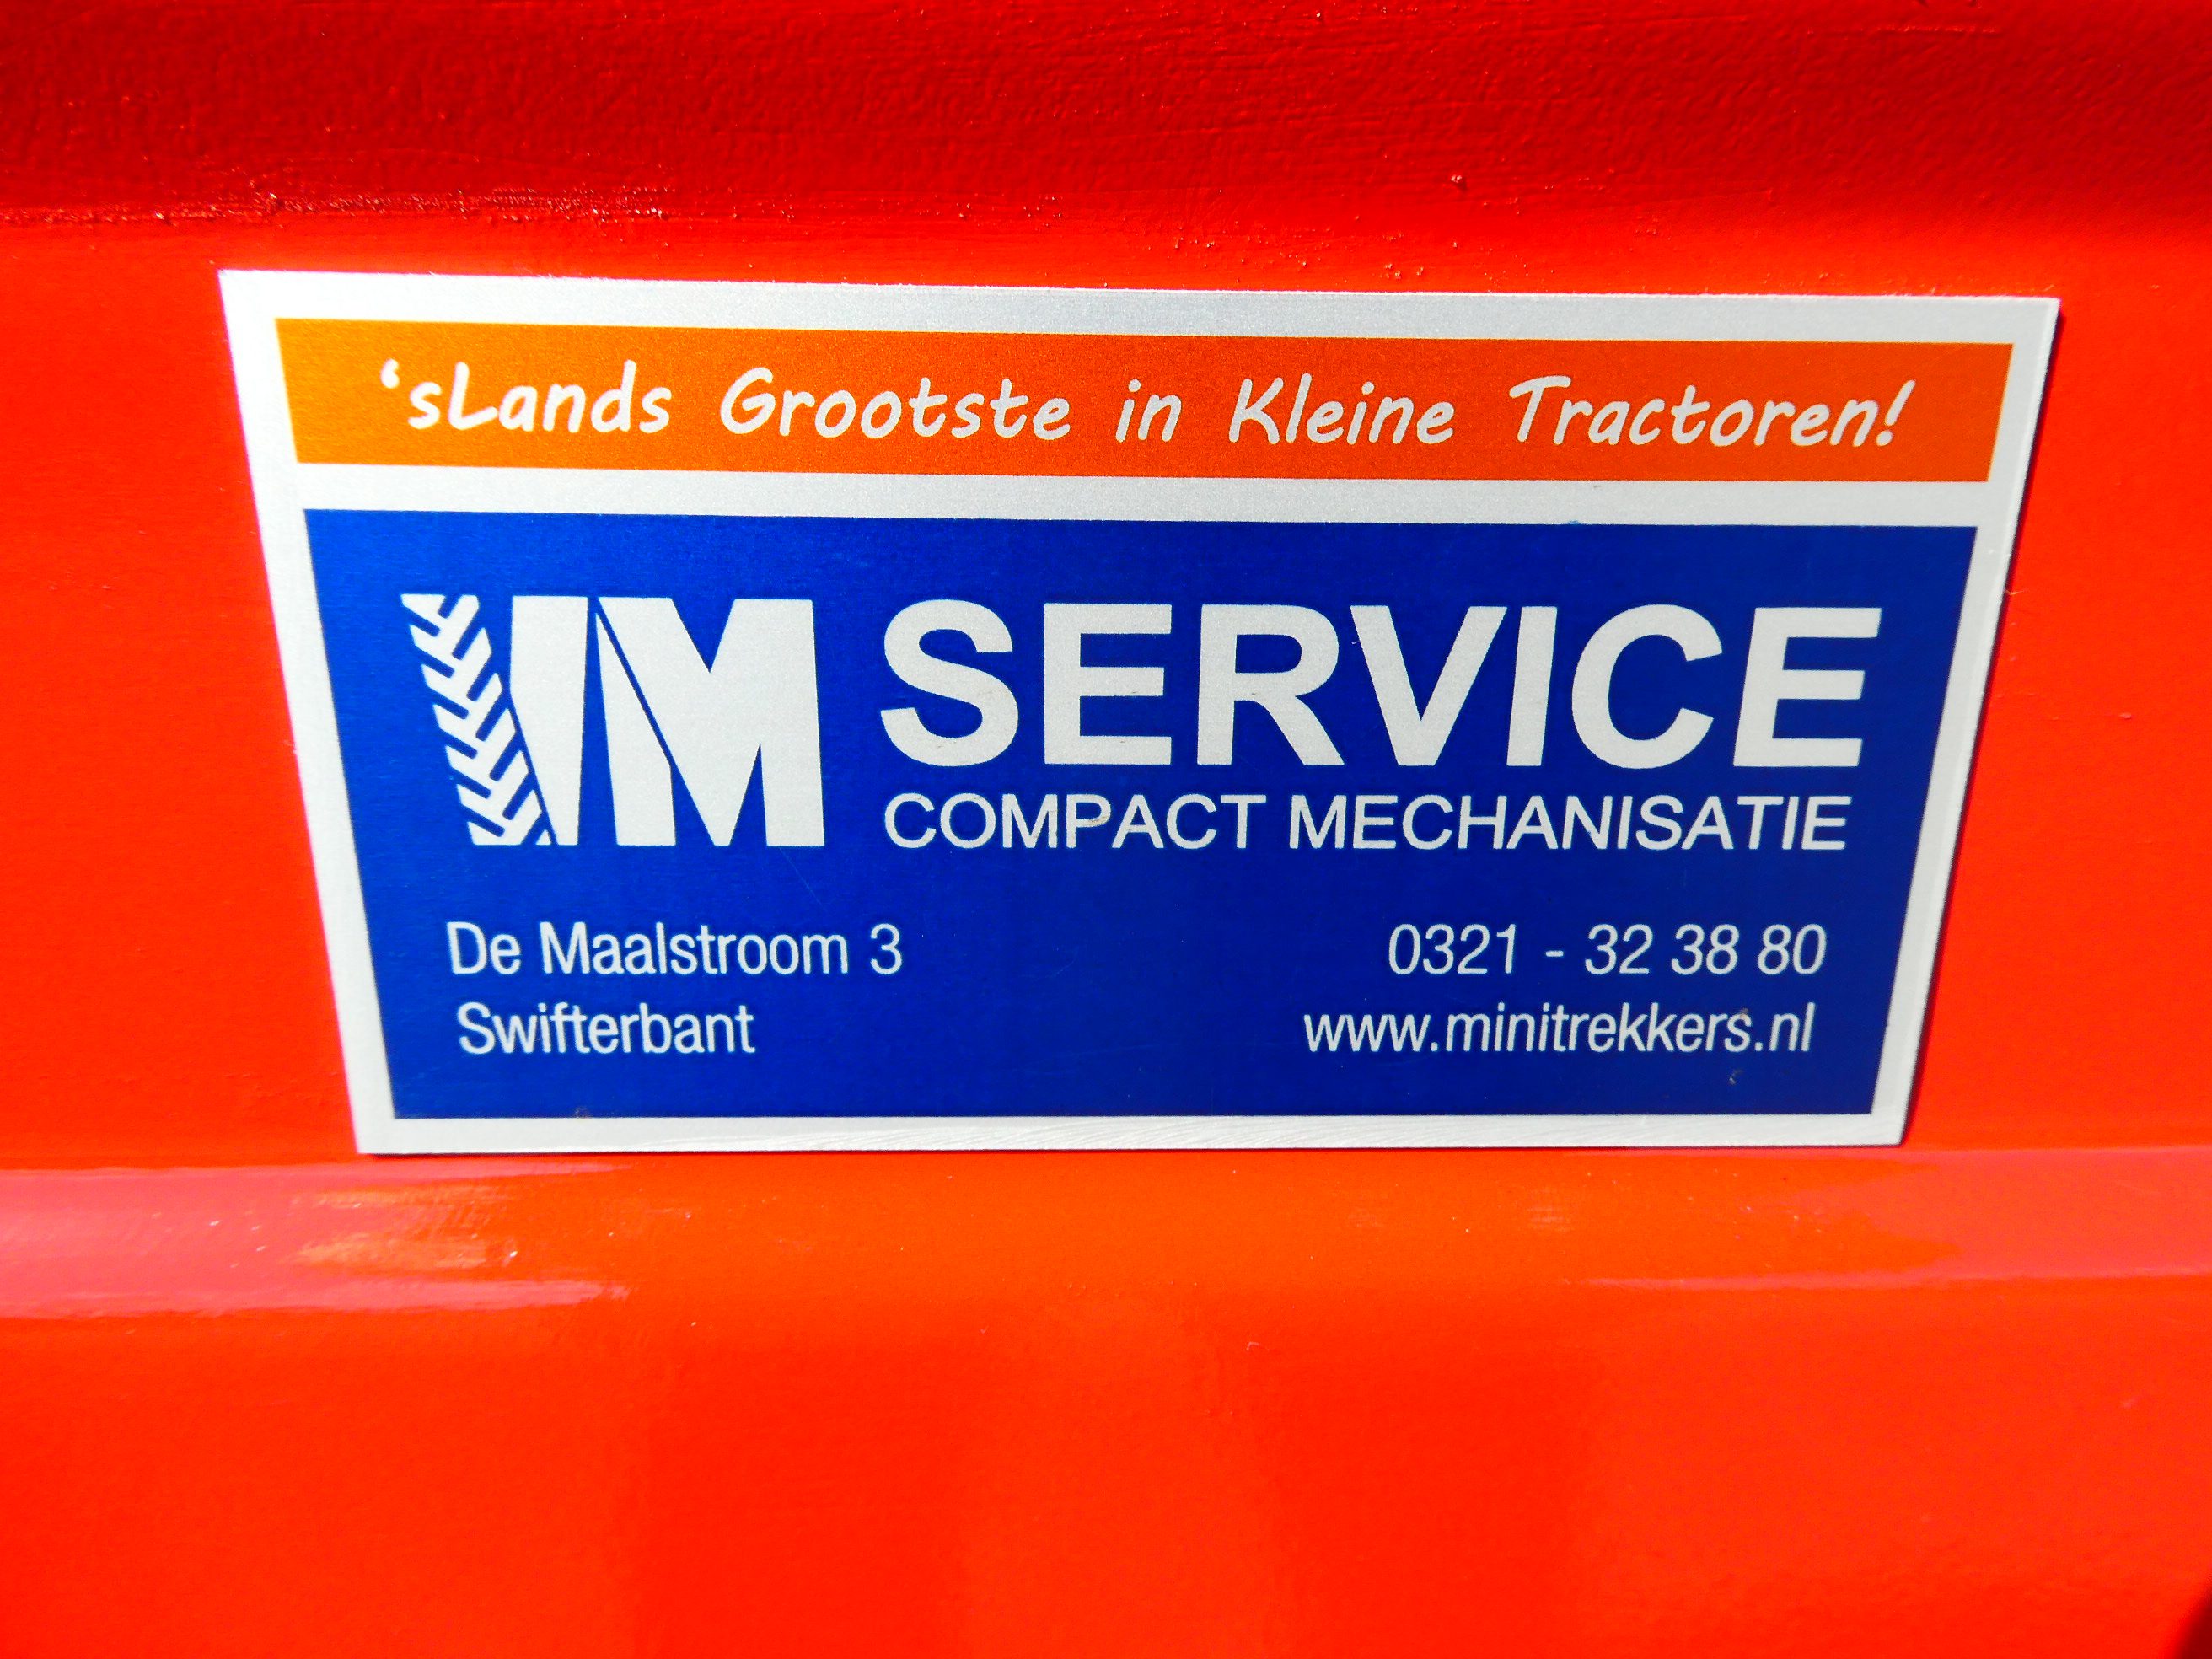 ‘sLands Grootste in Kleine Tractoren!
IM SERVICE
COMPACT MECHANISATIE
De Maalstroom 3
0321 - 32 38 80
Swifterbant
www.minitrekkers.nl